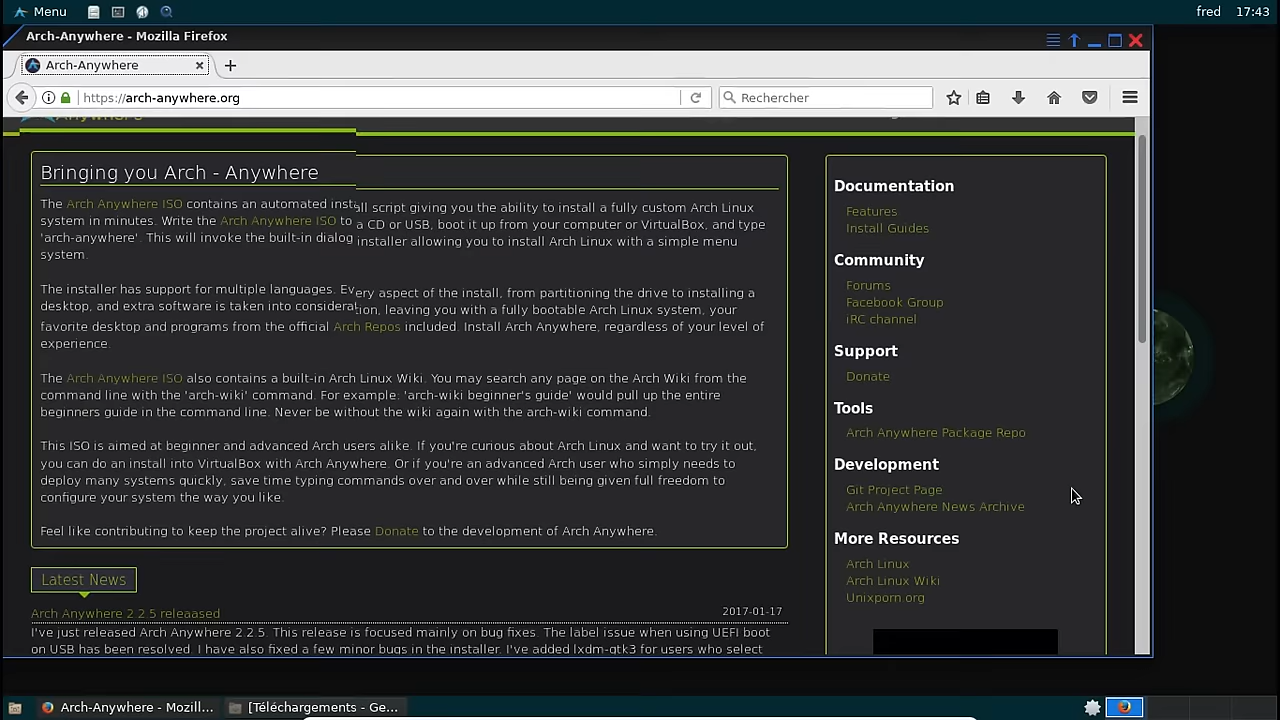 Menu
fred 17:43
Arch-Anywhere - Mozilla Firefox
Arch-Anywhere
https://arch-anywhere.org
Rechercher
Bringing you Arch - Anywhere
The Arch Anywhere ISO contains an automated insta all script giving you the ability to install a fully custom Arch Linux
system in minutes. Write the Arch Anywhere ISO to a CD or USB, boot it up from your computer or VirtualBox, and type
'arch-anywhere'. This will invoke the built-in dialog installer allowing you to install Arch Linux with a simple menu
system.
The installer has support for multiple languages. Ev ery aspect of the install, from partitioning the drive to installing a
desktop, and extra software is taken into considerat tion, leaving you with a fully bootable Arch Linux system, your
favorite desktop and programs from the official Arch Repos included. Install Arch Anywhere, regardless of your level of
experience.
The Arch Anywhere ISO also contains a built-in Arch Linux Wiki. You may search any page on the Arch Wiki from the
command line with the 'arch-wiki' command. For example: 'arch-wiki beginner's guide' would pull up the entire
beginners guide in the command line. Never be without the wiki again with the arch-wiki command.
This ISO is aimed at beginner and advanced Arch users alike. If you're curious about Arch Linux and want to try it out,
you can do an install into VirtualBox with Arch Anywhere. Or if you're an advanced Arch user who simply needs to
deploy many systems quickly, save time typing commands over and over while still being given full freedom to
configure your system the way you like.
Feel like contributing to keep the project alive? Please Donate to the development of Arch Anywhere.
Latest News
Arch Anywhere 2.2.5 releaased
2017-01-17
I've just released Arch Anywhere 2.2.5. This release is focused mainly on bug fixes. The label issue when using UEFI boot
on USB has been resolved. I have also fixed a few minor bugs in the installer. I've added lxdm-gtk3 for users who select
Documentation
Features
Install Guides
Community
Forums
Facebook Group
iRC channel
Support
Donate
Tools
Arch Anywhere Package Repo
Development
Git Project Page
Arch Anywhere News Archive
More Resources
Arch Linux
Arch Linux Wiki
Unixporn.org
Arch-Anywhere - Mozill...
[Téléchargements - Ge...